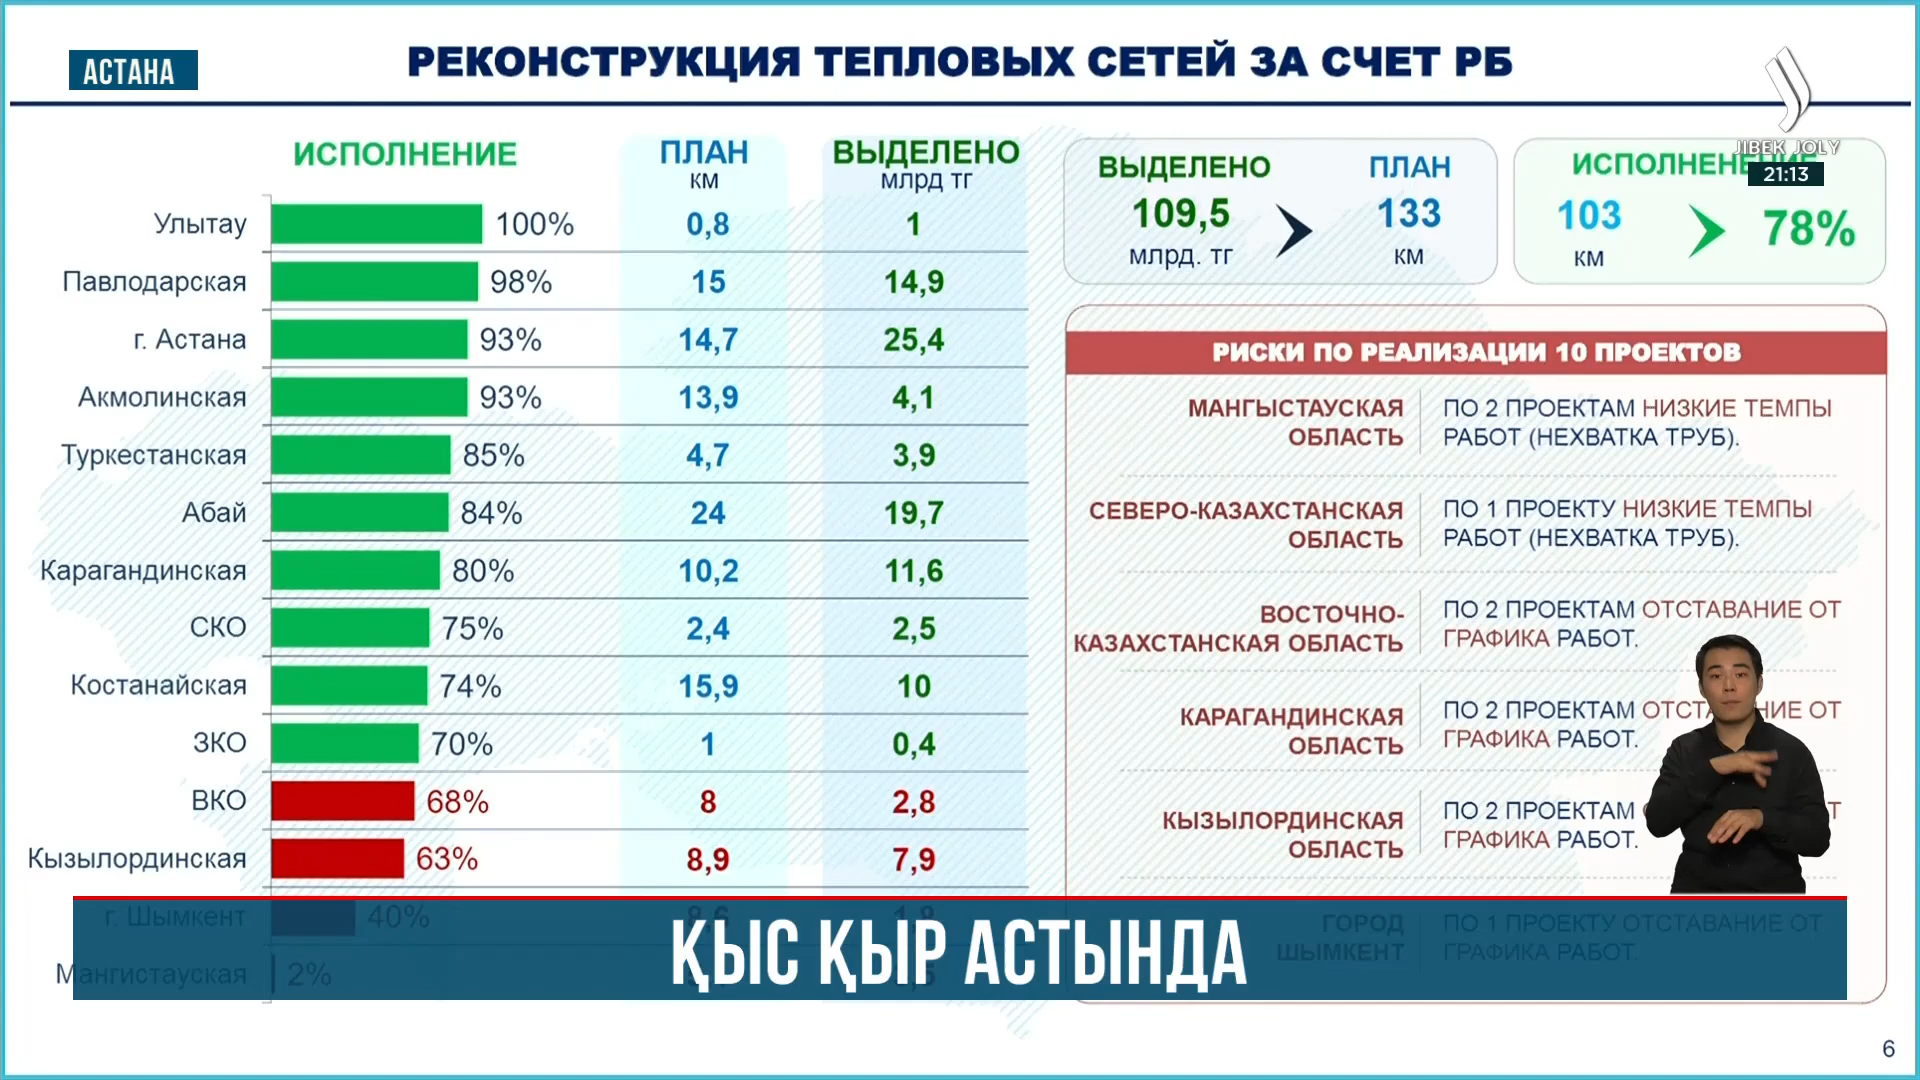 АСТАНА
РЕКОНСТРУКЦИЯ ТЕПЛОВЫХ СЕТЕЙ ЗА СЧЕТ РБ
JIBEK JOLY
21:13
ИСПОЛНЕНИЕ ПЛАН ВЫДЕЛЕНО
км млрд тг
Улытау 100% 0,8 1
Павлодарская 98% 15 14,9
г. Астана 93% 14,7 25,4
Акмолинская 93% 13,9 4,1
Туркестанская 85% 4,7 3,9
Абай 84% 24 19,7
Карагандинская 80% 10,2 11,6
СКО 75% 2,4 2,5
Костанайская 74% 15,9 10
ЗКО 70% 1 0,4
ВКО 68% 8 2,8
Кызылординская 63% 8,9 7,9
г. Шымкент 40% 8,6 1,8
Мангистауская 2%
ВЫДЕЛЕНО ПЛАН
109,5 133
млрд. тг км
ИСПОЛНЕНЕНИЕ
103 78%
км
РИСКИ ПО РЕАЛИЗАЦИИ 10 ПРОЕКТОВ
МАНГЫСТАУСКАЯ ПО 2 ПРОЕКТАМ НИЗКИЕ ТЕМПЫ
ОБЛАСТЬ РАБОТ (НЕХВАТКА ТРУБ).
СЕВЕРО-КАЗАХСТАНСКАЯ ПО 1 ПРОЕКТУ НИЗКИЕ ТЕМПЫ
ОБЛАСТЬ РАБОТ (НЕХВАТКА ТРУБ).
ВОСТОЧНО- ПО 2 ПРОЕКТАМ ОТСТАВАНИЕ ОТ
КАЗАХСТАНСКАЯ ОБЛАСТЬ ГРАФИКА РАБОТ.
КАРАГАНДИНСКАЯ ПО 2 ПРОЕКТАМ ОТСТАВАНИЕ ОТ
ОБЛАСТЬ ГРАФИКА РАБОТ.
КЫЗЫЛОРДИНСКАЯ ПО 2 ПРОЕКТАМ
ОБЛАСТЬ ГРАФИКА РАБОТ.
ГОРОД ПО 1 ПРОЕКТУ ОТСТАВАНИЕ ОТ
ШЫМКЕНТ ГРАФИКА РАБОТ.
ҚЫС ҚЫР АСТЫНДА
6